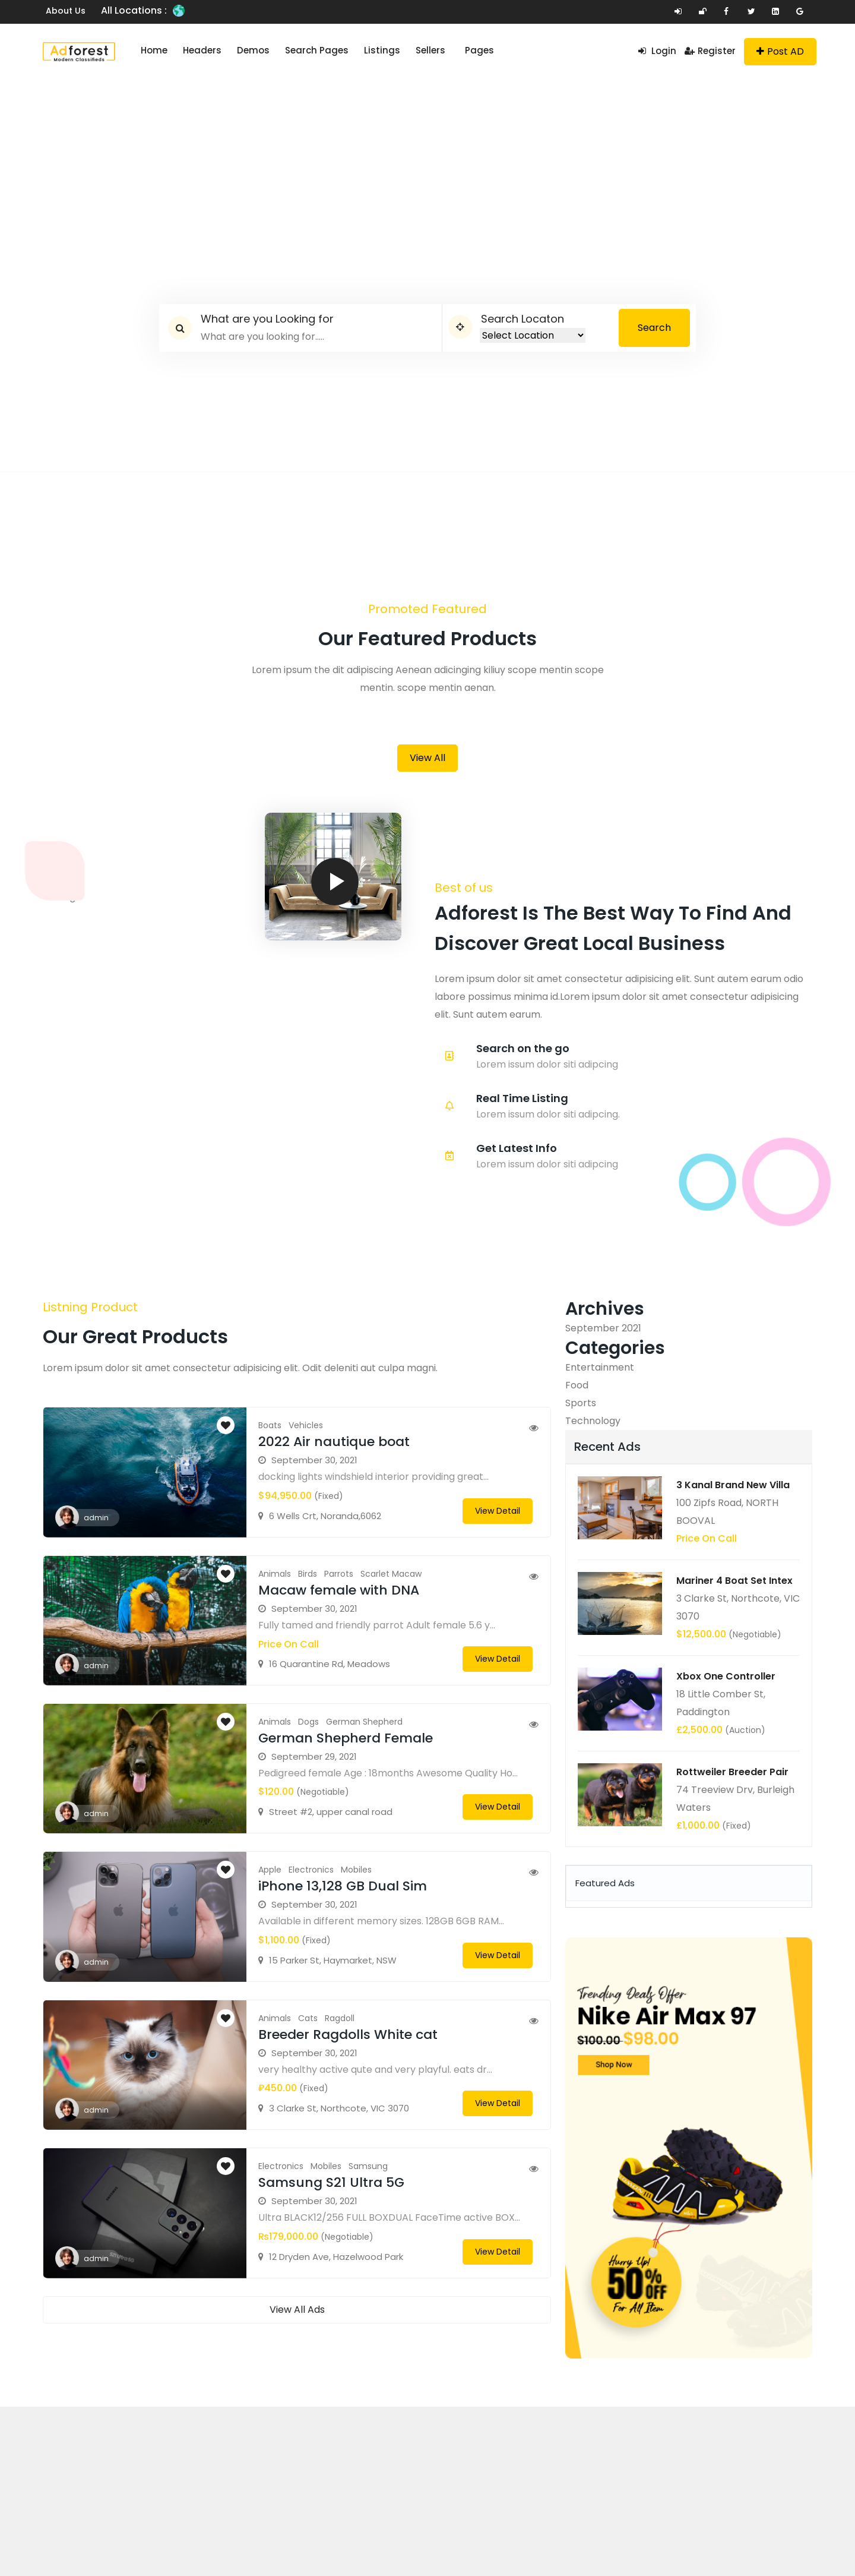 About Us
All Locations :
Adforest
Modern Classifieds
Home
Headers
Demos
Search Pages
Listings
Sellers
Pages
Login
Register
Post AD
What are you Looking for
What are you looking for.....
Search Locaton
Select Location
Search
Promoted Featured
Our Featured Products
Lorem ipsum the dit adipiscing Aenean adicinging kiliuy scope mentin scope
mentin. scope mentin aenan.
View All
Best of us
Adforest Is The Best Way To Find And
Discover Great Local Business
Lorem ipsum dolor sit amet consectetur adipisicing elit. Sunt autem earum odio
labore possimus minima id.Lorem ipsum dolor sit amet consectetur adipisicing
elit. Sunt autem earum.
Search on the go
Lorem issum dolor siti adipcing
Real Time Listing
Lorem issum dolor siti adipcing.
Get Latest Info
Lorem issum dolor siti adipcing
Listning Product
Our Great Products
Lorem ipsum dolor sit amet consectetur adipisicing elit. Odit deleniti aut culpa magni.
admin
Boats Vehicles
2022 Air nautique boat
September 30, 2021
docking lights windshield interior providing great...
$94,950.00 (Fixed)
6 Wells Crt, Noranda,6062
View Detail
admin
Animals Birds Parrots Scarlet Macaw
Macaw female with DNA
September 30, 2021
Fully tamed and friendly parrot Adult female 5.6 y...
Price On Call
16 Quarantine Rd, Meadows
View Detail
admin
Animals Dogs German Shepherd
German Shepherd Female
September 29, 2021
Pedigreed female Age : 18months Awesome Quality Ho...
$120.00 (Negotiable)
Street #2, upper canal road
View Detail
admin
Apple Electronics Mobiles
iPhone 13,128 GB Dual Sim
September 30, 2021
Available in different memory sizes. 128GB 6GB RAM...
$1,100.00 (Fixed)
15 Parker St, Haymarket, NSW
View Detail
admin
Animals Cats Ragdoll
Breeder Ragdolls White cat
September 30, 2021
very healthy active qute and very playful. eats dr...
₽450.00 (Fixed)
3 Clarke St, Northcote, VIC 3070
View Detail
admin
Electronics Mobiles Samsung
Samsung S21 Ultra 5G
September 30, 2021
Ultra BLACK12/256 FULL BOXDUAL FaceTime active BOX...
₨179,000.00 (Negotiable)
12 Dryden Ave, Hazelwood Park
View Detail
View All Ads
Archives
September 2021
Categories
Entertainment
Food
Sports
Technology
Recent Ads
3 Kanal Brand New Villa
100 Zipfs Road, NORTH
BOOVAL
Price On Call
Mariner 4 Boat Set Intex
3 Clarke St, Northcote, VIC
3070
$12,500.00 (Negotiable)
Xbox One Controller
18 Little Comber St,
Paddington
£2,500.00 (Auction)
Rottweiler Breeder Pair
74 Treeview Drv, Burleigh
Waters
£1,000.00 (Fixed)
Featured Ads
Trending Deals Offer
Nike Air Max 97
$100.00 $98.00
Shop Now
Hurry Up!
50% OFF
For All Item